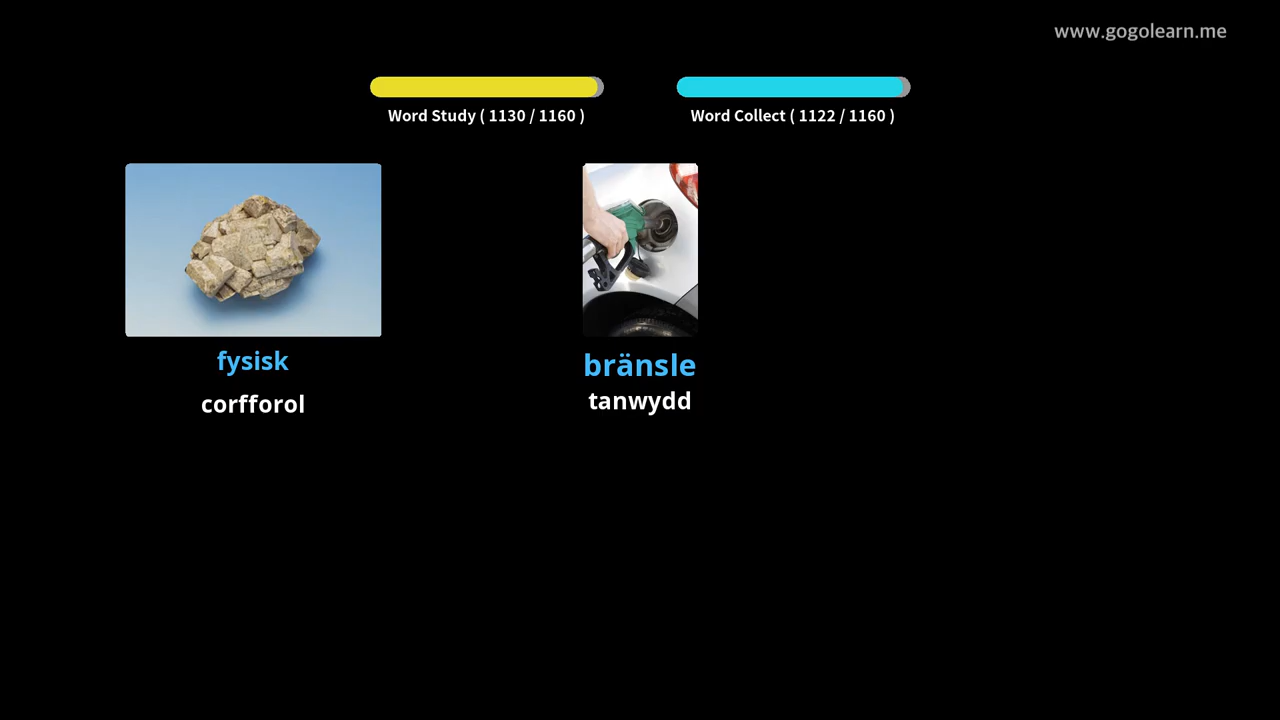 www.gogolearn.me
Word Study ( 1130 / 1160 )
Word Collect ( 1122 / 1160 )
fysisk
corfforol
bränsle
tanwydd